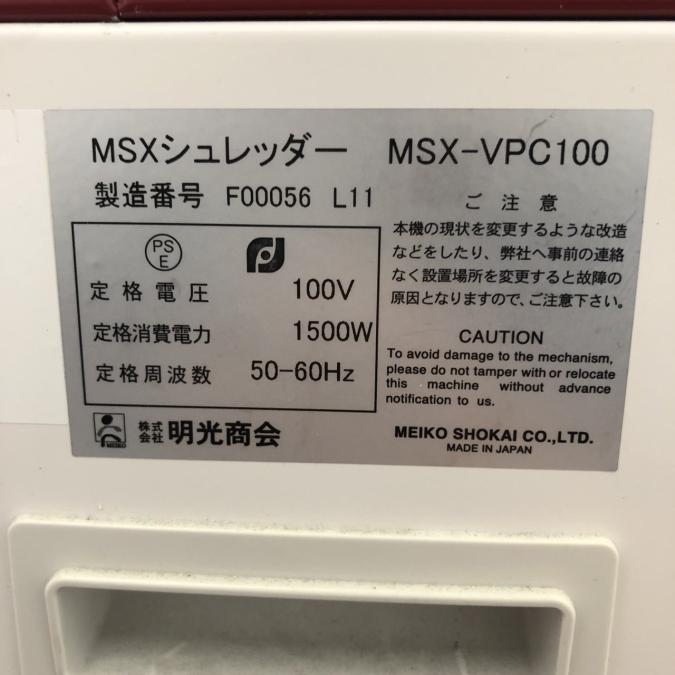 MSXシュレッダー MSX-VPC100
製造番号 F00056 L11
PS
E
定格電圧 100V
定格消費電力 1500W
定格周波数 50-60Hz
ご注意
本機の現状を変更するような改造
などをしたり、弊社へ事前の連絡
なく設置場所を変更すると故障の
原因となりますので、ご注意下さい。
CAUTION
To avoid damage to the mechanism,
please do not tamper with or relocate
this machine without advance
notification to us.
MEIKO
株式
会社 明光商会
MEIKO SHOKAI CO.,LTD.
MADE IN JAPAN